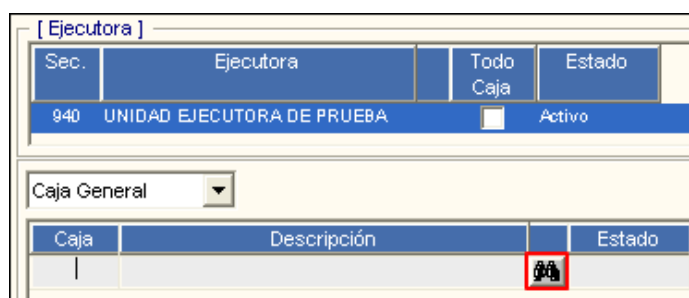 [ Ejecutora ]
Sec. Ejecutora Todo Caja Estado
940 UNIDAD EJECUTORA DE PRUEBA Activo
Caja General
Caja Descripción Estado